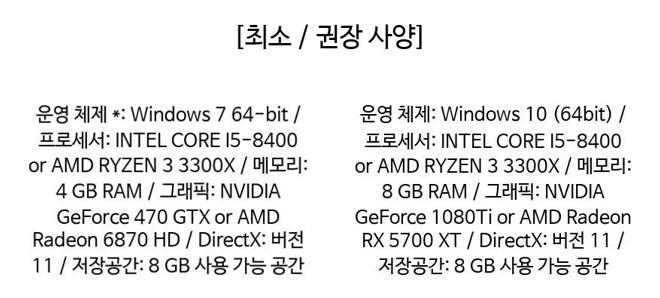 [최소 / 권장 사양]
운영 체제 *: Windows 7 64-bit /
프로세서: INTEL CORE I5-8400
or AMD RYZEN 3 3300X / 메모리:
4 GB RAM / 그래픽: NVIDIA
GeForce 470 GTX or AMD
Radeon 6870 HD / DirectX: 버전
11 / 저장공간: 8 GB 사용 가능 공간
운영 체제: Windows 10 (64bit) /
프로세서: INTEL CORE I5-8400
or AMD RYZEN 3 3300X / 메모리:
8 GB RAM / 그래픽: NVIDIA
GeForce 1080Ti or AMD Radeon
RX 5700 XT / DirectX: 버전 11 /
저장공간: 8 GB 사용 가능 공간